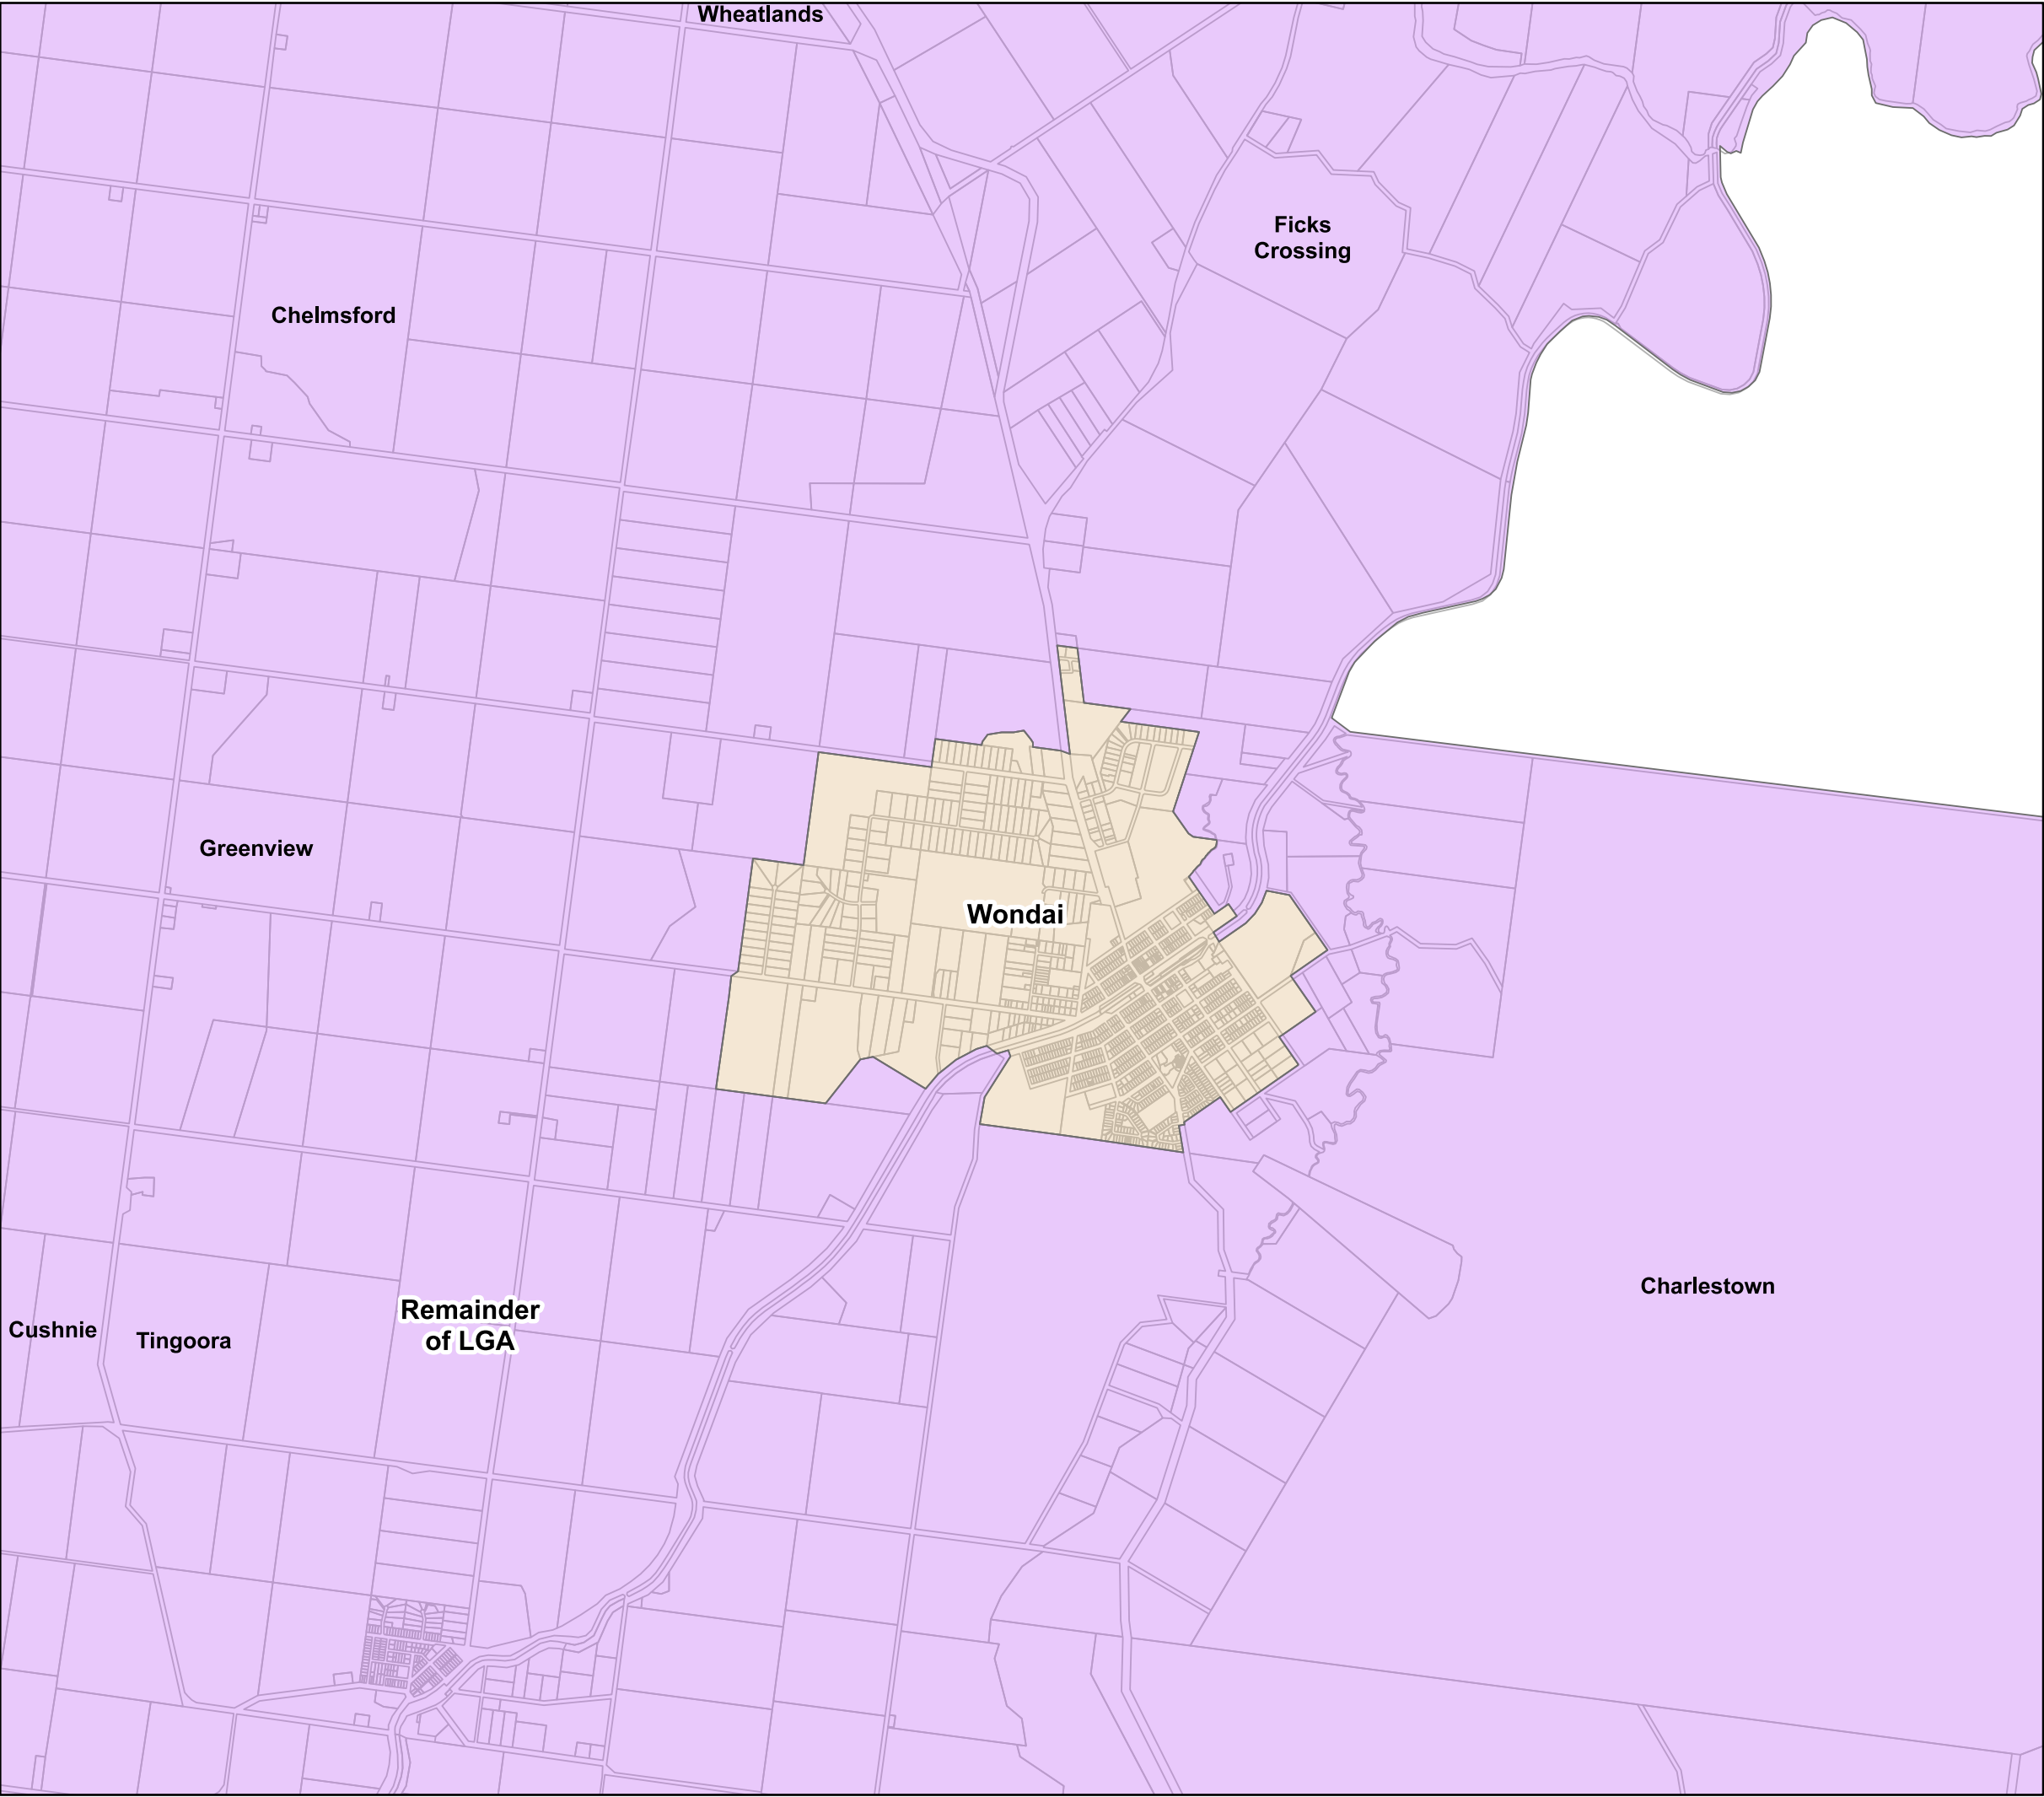 Wheatlands
Ficks
Crossing
Chelmsford
Greenview
Wondai
Charlestown
Remainder
of LGA
Cushnie
Tingoora